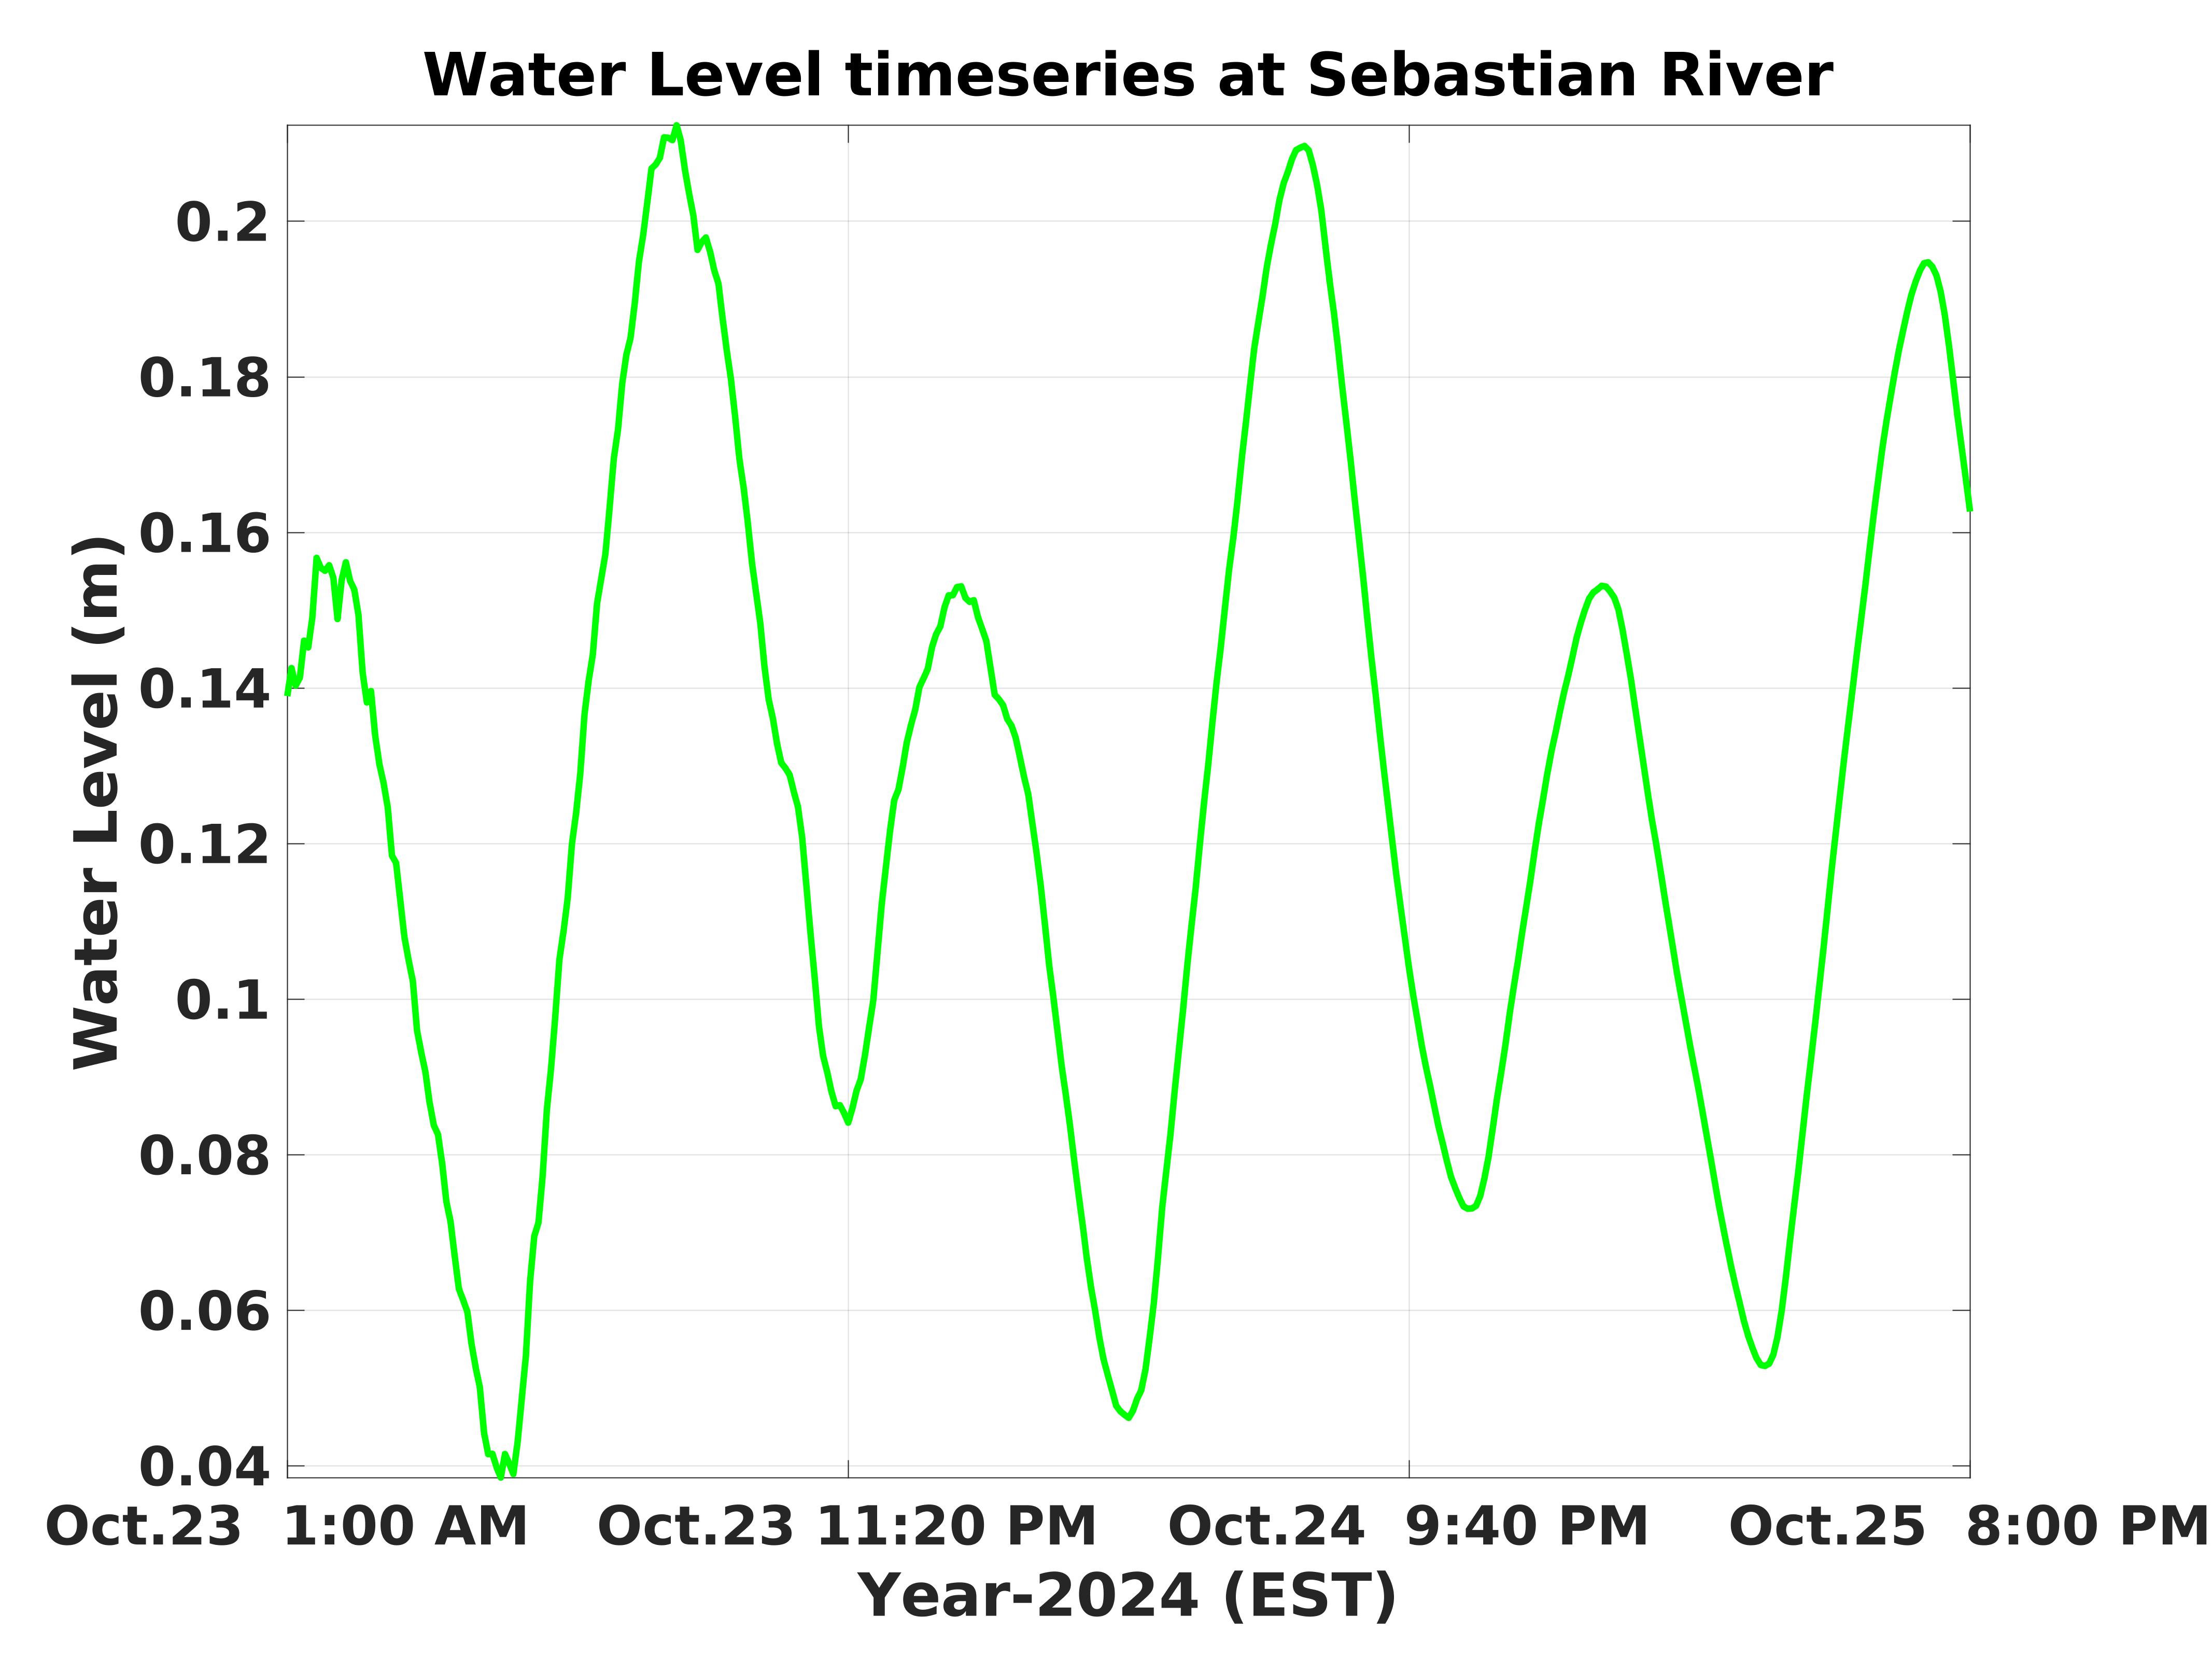 Water Level timeseries at Sebastian River
Water Level (m)
0.2
0.18
0.16
0.14
0.12
0.1
0.08
0.06
0.04
Oct.23 1:00 AM Oct.23 11:20 PM Oct.24 9:40 PM Oct.25 8:00 PM
Year-2024 (EST)